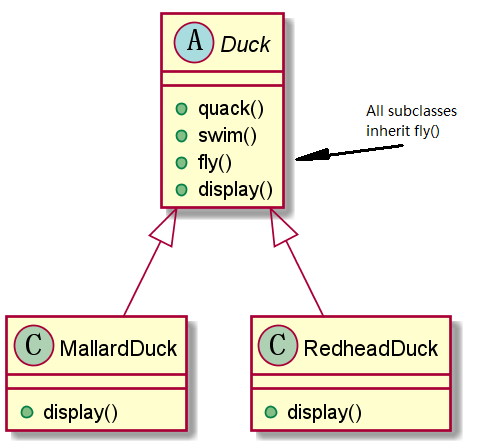 A Duck
quack()
swim()
fly()
display()
All subclasses
inherit fly()
C MallardDuck
display()
C RedheadDuck
display()